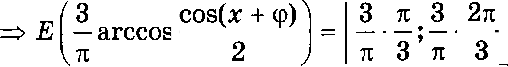 ⇒ E(3/π arccos cos(x + φ)/2) = [3/π · π/3; 3/π · 2π/3